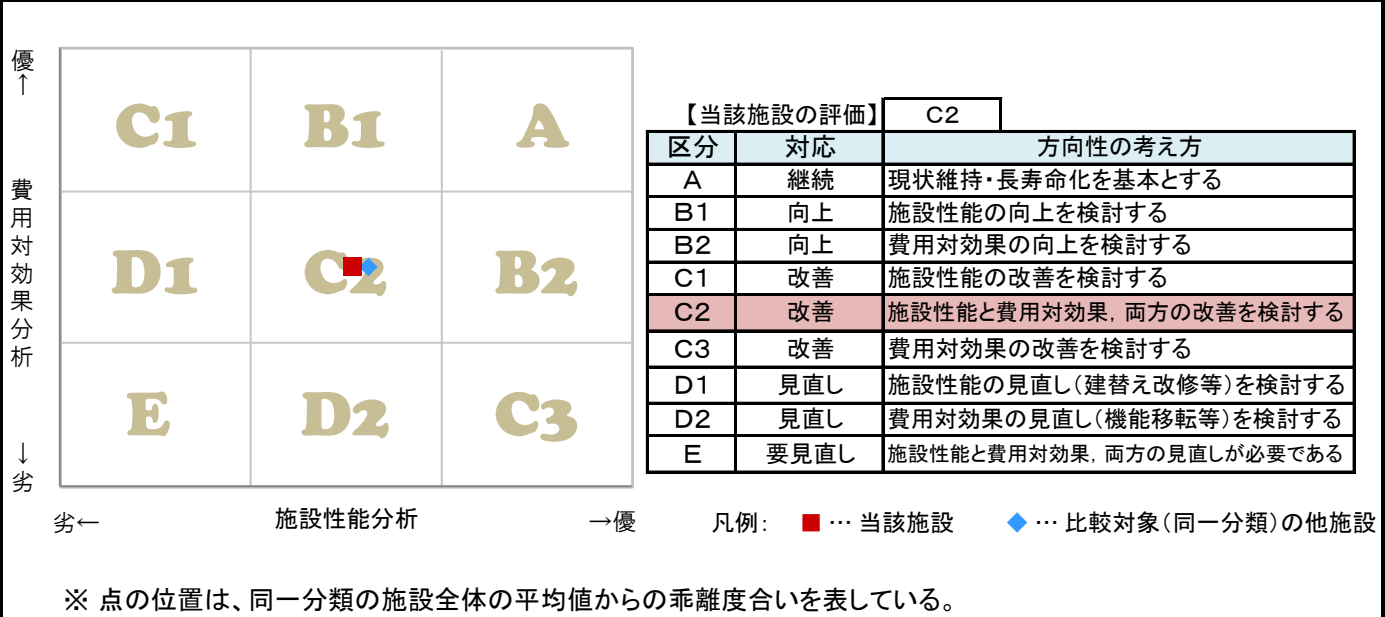 優
↑
費用対効果分析
↓
劣
C1 B1 A
D1 C2 B2
E D2 C3
劣← 施設性能分析 →優
【当該施設の評価】 C2
区分 対応 方向性の考え方
A 継続 現状維持・長寿命化を基本とする
B1 向上 施設性能の向上を検討する
B2 向上 費用対効果の向上を検討する
C1 改善 施設性能の改善を検討する
C2 改善 施設性能と費用対効果，両方の改善を検討する
C3 改善 費用対効果の改善を検討する
D1 見直し 施設性能の見直し（建替え改修等）を検討する
D2 見直し 費用対効果の見直し（機能移転等）を検討する
E 要見直し 施設性能と費用対効果，両方の見直しが必要である
凡例： ■ … 当該施設 ◆ … 比較対象（同一分類）の他施設
※ 点の位置は、同一分類の施設全体の平均値からの乖離度合いを表している。